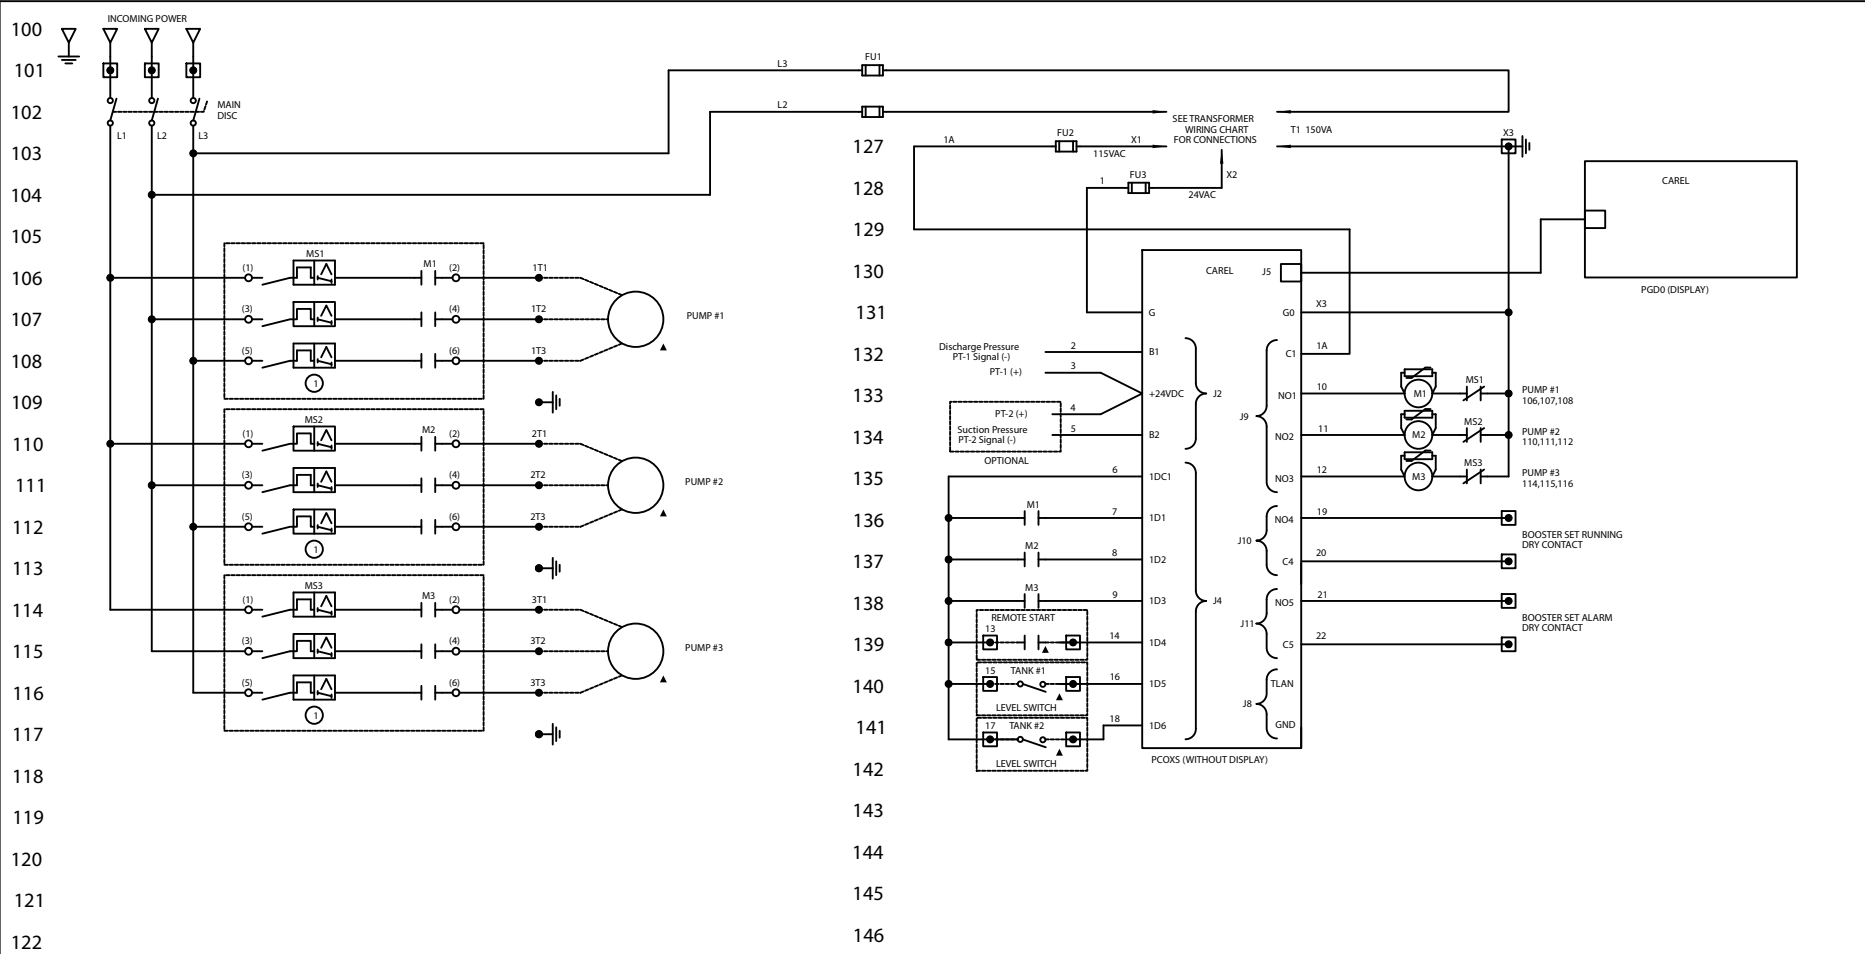 INCOMING POWER
100
101
102
103
104
105
106
107
108
109
110
111
112
113
114
115
116
117
118
119
120
121
122
MAIN
DISC
L1
L2
L3
L3
FU1
L2
MS1
M1
(1)
(2)
1T1
(3)
(4)
1T2
(5)
(6)
1T3
1
PUMP #1
MS2
M2
(1)
(2)
2T1
(3)
(4)
2T2
(5)
(6)
2T3
1
PUMP #2
MS3
M3
(1)
(2)
3T1
(3)
(4)
3T2
(5)
(6)
3T3
1
PUMP #3
127
128
129
130
131
132
133
134
135
136
137
138
139
140
141
142
143
144
145
146
SEE TRANSFORMER
WIRING CHART
FOR CONNECTIONS
T1 150VA
X3
1A
FU2
X1
115VAC
1
FU3
X2
24VAC
CAREL
PGD0 (DISPLAY)
CAREL
J5
G
G0
X3
Discharge Pressure
PT-1 Signal (-)
2
B1
C1
1A
PT-1 (+)
3
+24VDC
J2
PT-2 (+)
4
Suction Pressure
PT-2 Signal (-)
5
B2
OPTIONAL
J9
NO1
10
M1
MS1
PUMP #1
106,107,108
NO2
11
M2
MS2
PUMP #2
110,111,112
NO3
12
M3
MS3
PUMP #3
114,115,116
6
1DC1
M1
7
1D1
M2
8
1D2
M3
9
1D3
J4
REMOTE START
13
14
1D4
15
TANK #1
16
1D5
LEVEL SWITCH
17
TANK #2
18
1D6
LEVEL SWITCH
NO4
19
J10
C4
20
BOOSTER SET RUNNING
DRY CONTACT
NO5
21
J11
C5
22
BOOSTER SET ALARM
DRY CONTACT
TLAN
J8
GND
PCOXS (WITHOUT DISPLAY)